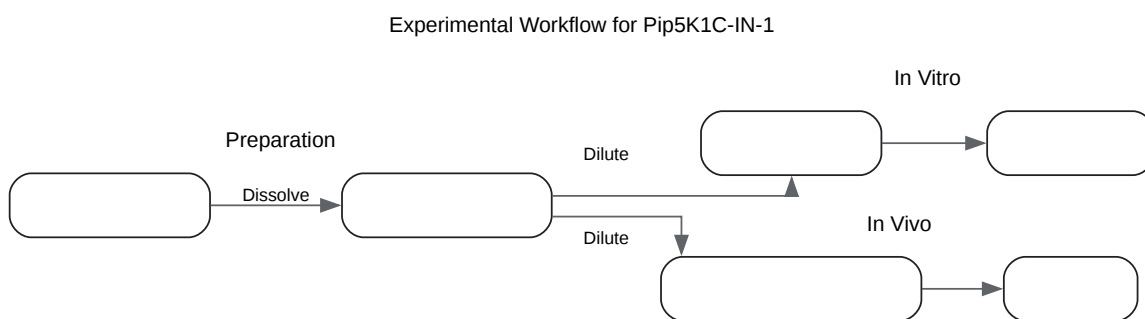 Experimental Workflow for Pip5K1C-IN-1
In Vitro
Preparation
Dilute
Dissolve
In Vivo
Dilute